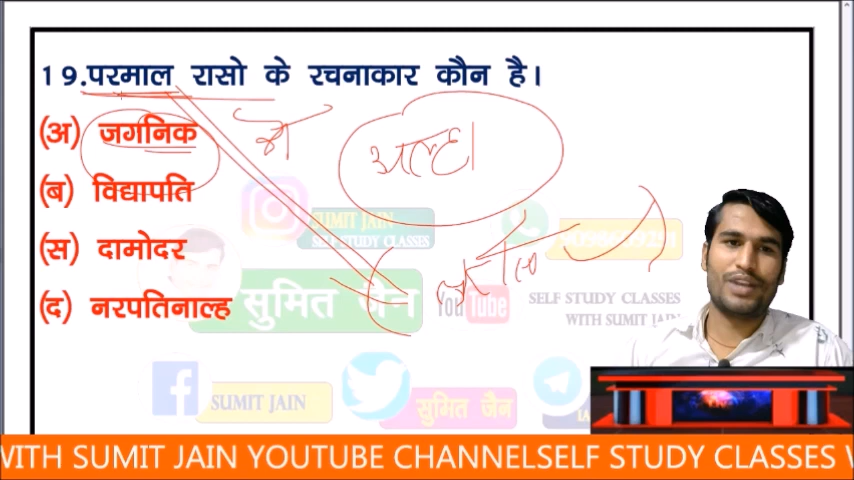 19.परमाल रासो के रचनाकार कौन है।
(अ) जगनिक
आल्हा
(ब) विद्यापति
SUMIT JAIN
SELF STUDY CLASSES
(स) दामोदर
(द) नरपतिनाल्ह
सुमित जैन
YouTube
SELF STUDY CLASSES
WITH SUMIT JAIN
SUMIT JAIN
सुमित जैन
WITH SUMIT JAIN YOUTUBE CHANNELSELF STUDY CLASSES W